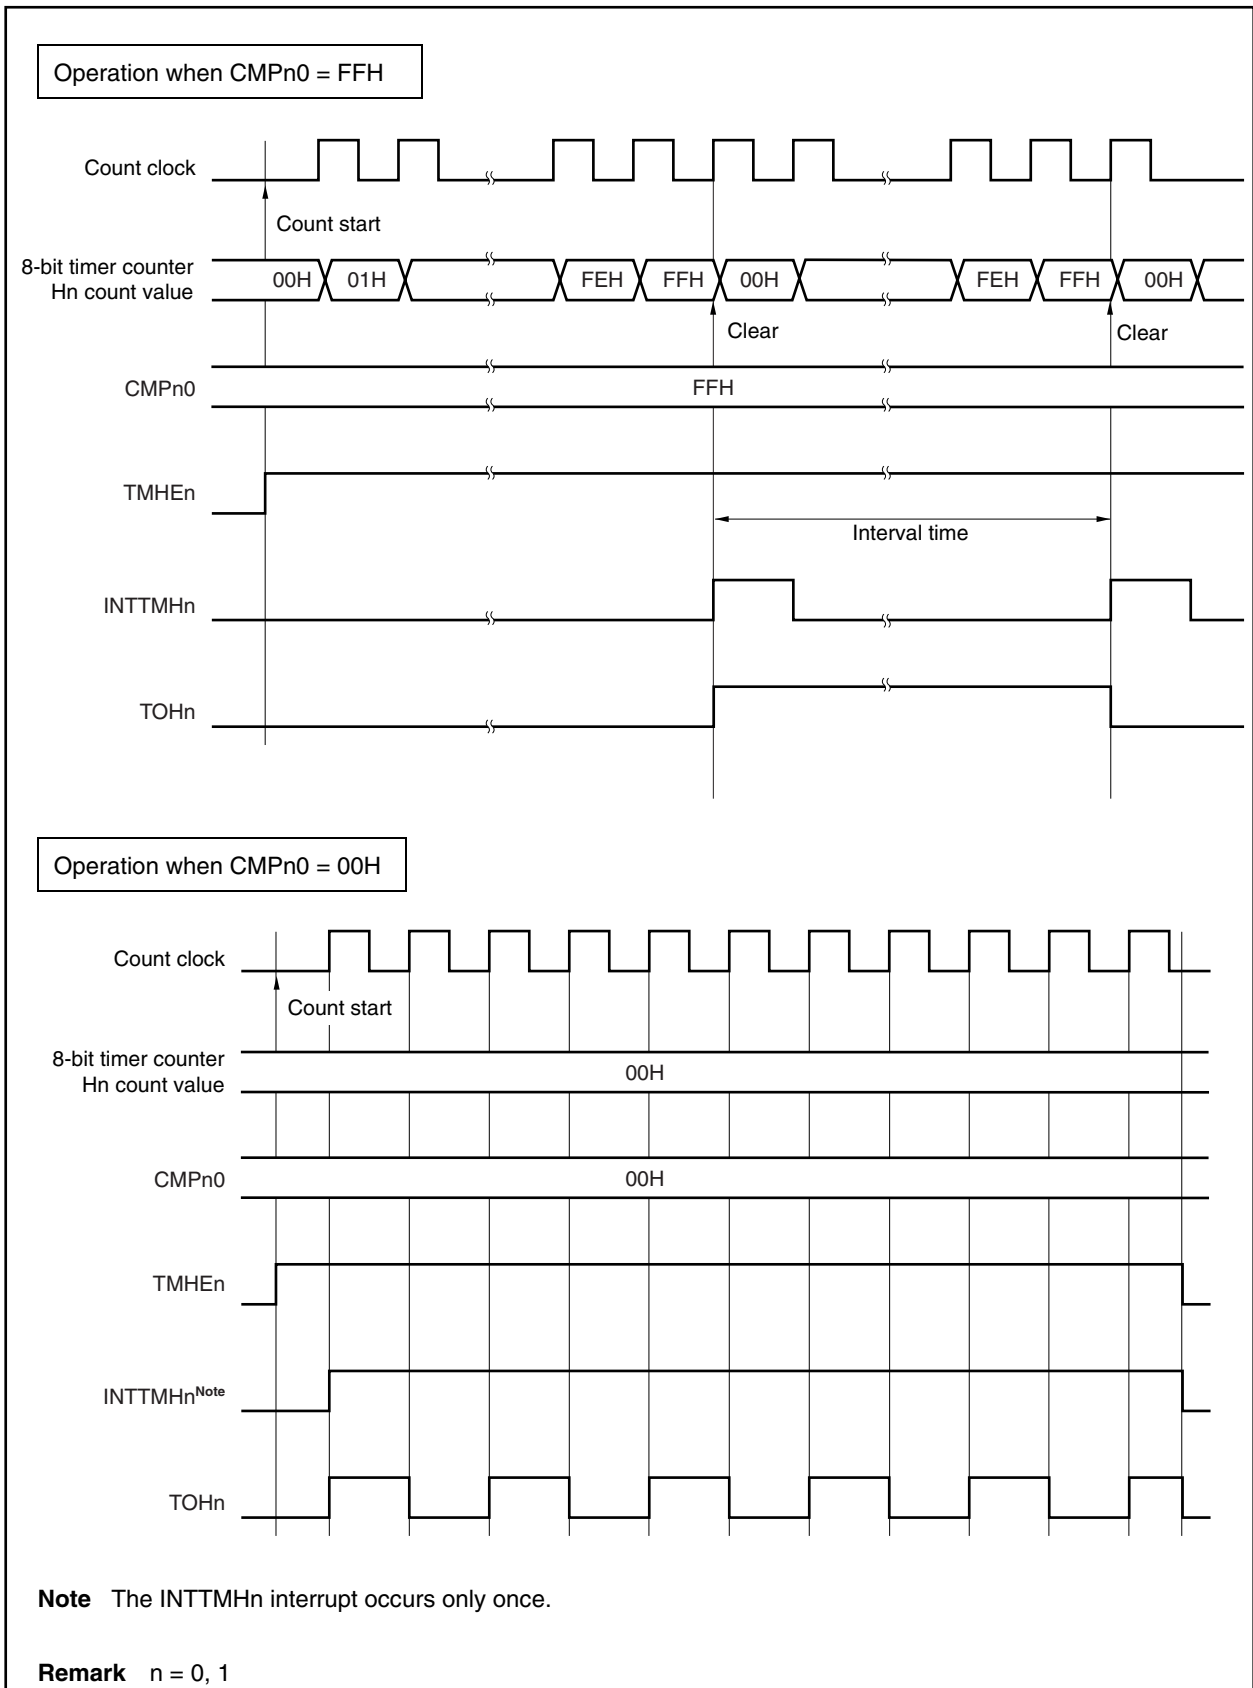 Operation when CMPn0 = FFH
Count clock
Count start
8-bit timer counter
Hn count value
00H 01H FEH FFH 00H FEH FFH 00H
Clear
Clear
CMPn0
FFH
TMHEn
Interval time
INTTMHn
TOHn
Operation when CMPn0 = 00H
Count clock
Count start
8-bit timer counter
Hn count value
00H
CMPn0
00H
TMHEn
INTTMHnNote
TOHn
Note The INTTMHn interrupt occurs only once.
Remark n = 0, 1